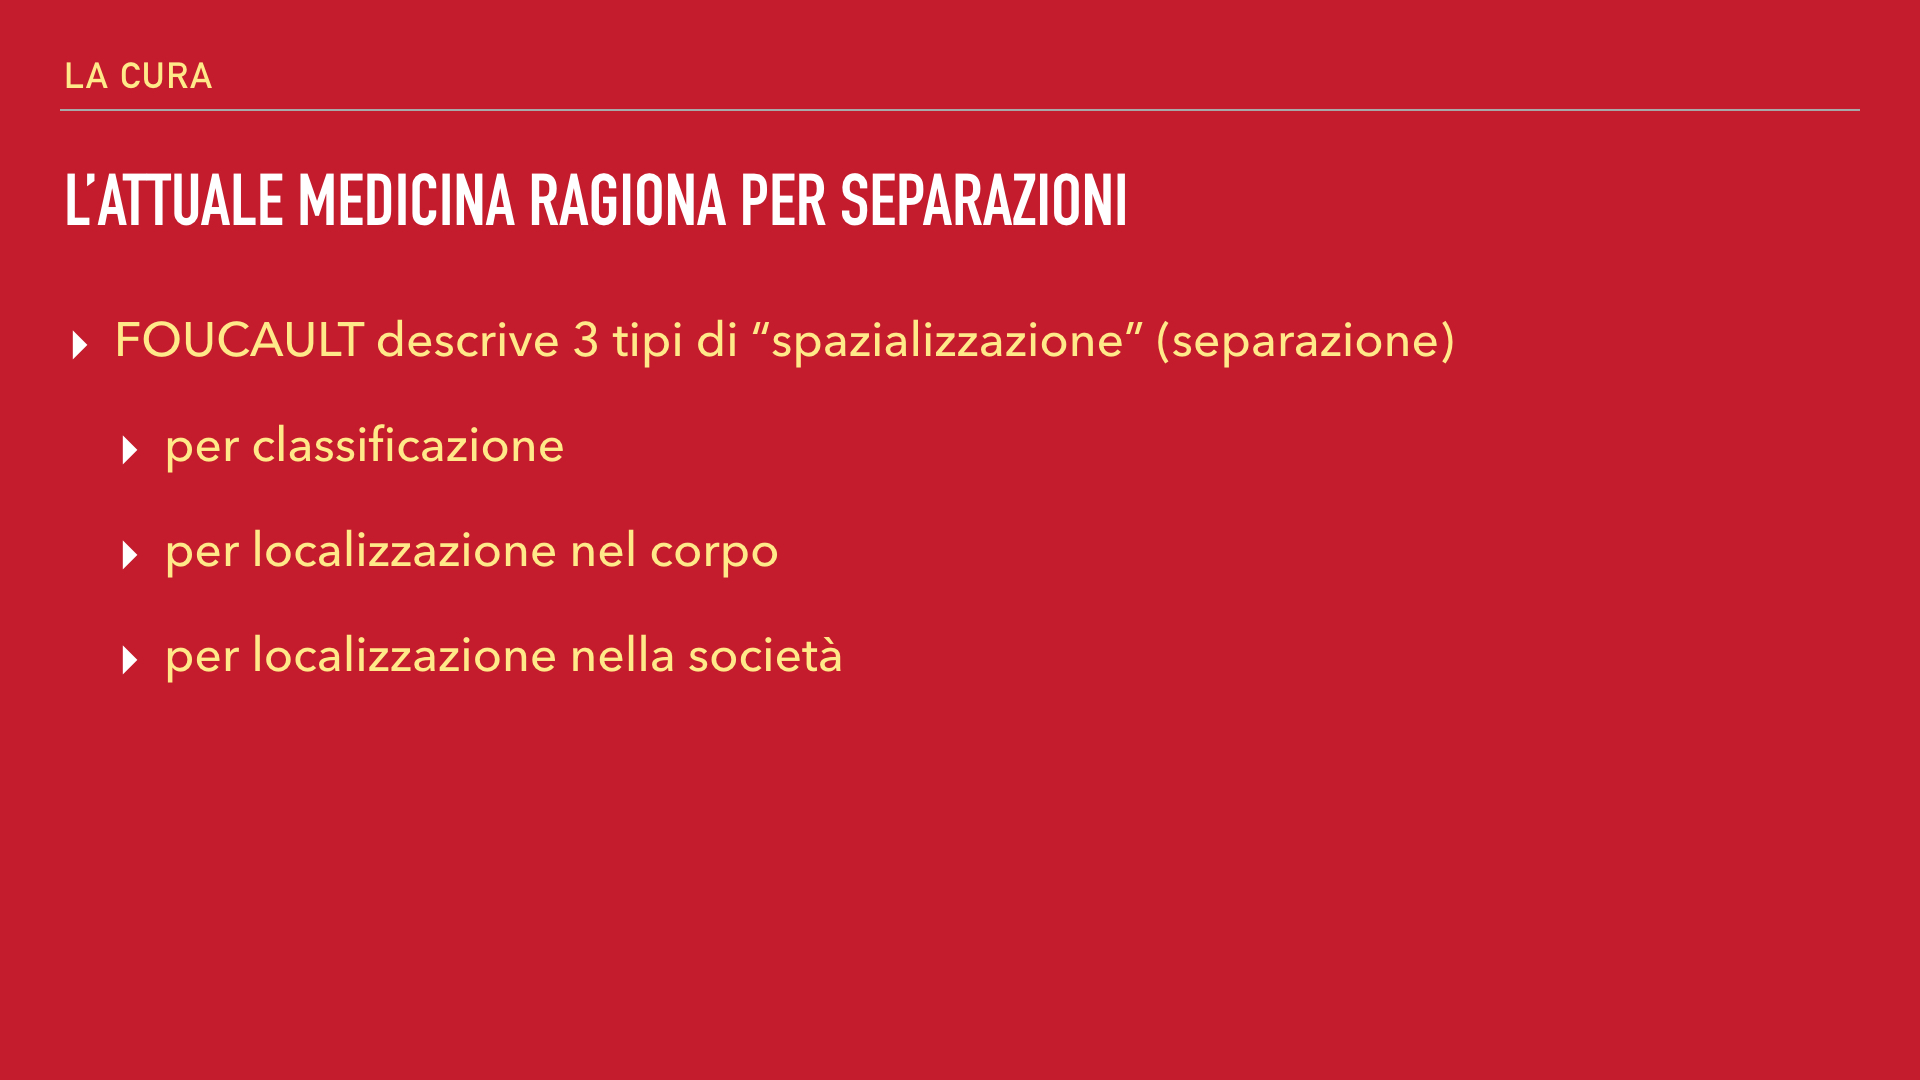 LA CURA
L’ATTUALE MEDICINA RAGIONA PER SEPARAZIONI
▸ FOUCAULT descrive 3 tipi di “spazializzazione” (separazione)
▸ per classificazione
▸ per localizzazione nel corpo
▸ per localizzazione nella società